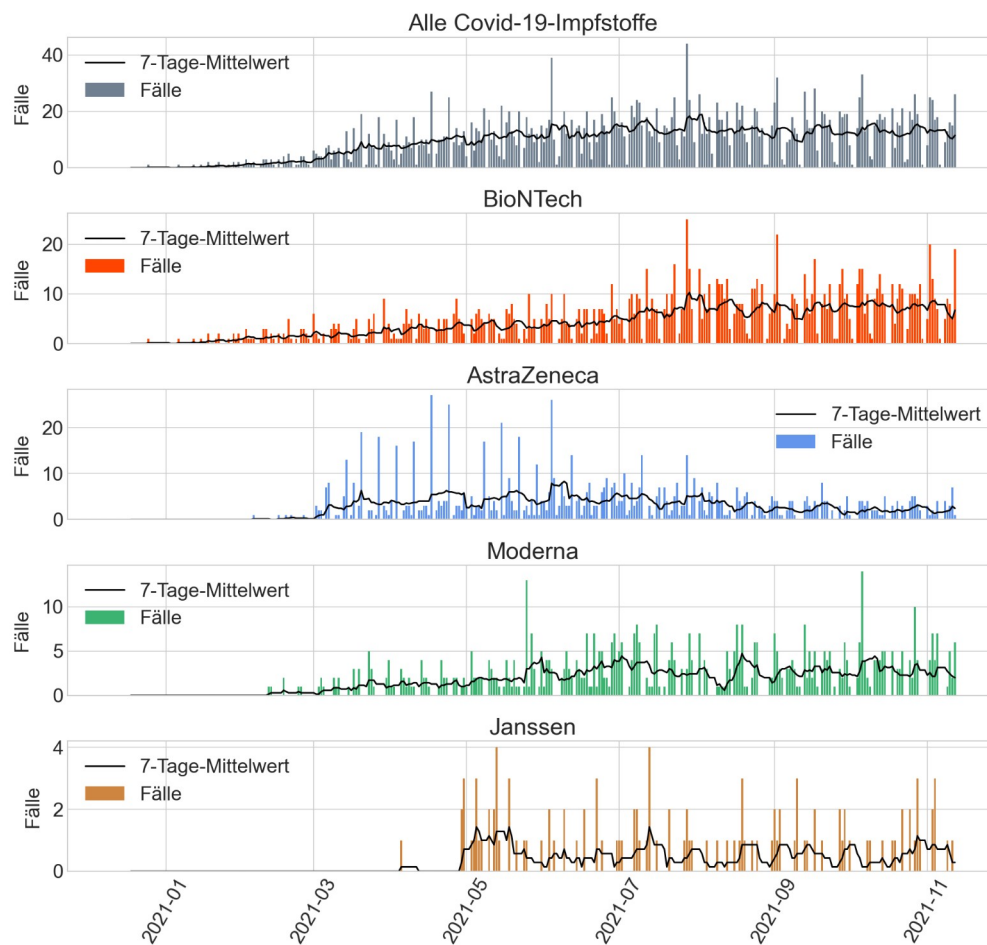 Alle Covid-19-Impfstoffe
Fälle
40
20
0
7-Tage-Mittelwert
Fälle
BioNTech
Fälle
20
10
0
7-Tage-Mittelwert
Fälle
AstraZeneca
Fälle
20
10
0
7-Tage-Mittelwert
Fälle
Moderna
Fälle
10
5
0
7-Tage-Mittelwert
Fälle
Janssen
Fälle
4
2
0
7-Tage-Mittelwert
Fälle
2021-01
2021-03
2021-05
2021-07
2021-09
2021-11